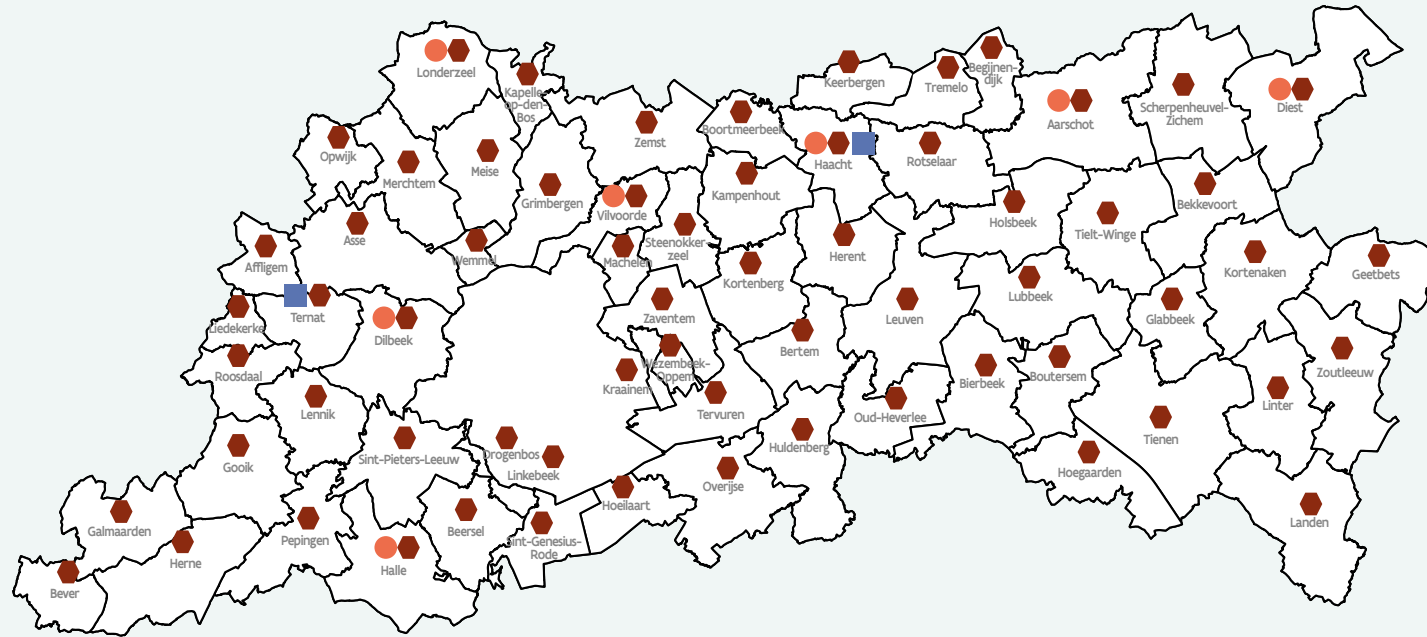 Londerzeel
Kapelle-
op-den-
Bos
Keerbergen
Tremelo
Begijnen-
dijk
Aarschot
Scherpenheuvel-
Zichem
Diest
Opwijk
Merchtem
Meise
Zemst
Boortmeerbeek
Haacht
Rotselaar
Grimbergen
Vilvoorde
Kampenhout
Holsbeek
Tielt-Winge
Bekkevoort
Asse
Affligem
Wemmel
Machelen
Steenokker-
zeel
Kortenberg
Herent
Lubbeek
Kortenaken
Geetbets
Liedekerke
Ternat
Dilbeek
Zaventem
Leuven
Glabbeek
Roosdaal
Lennik
Kraainem
Wezembeek-
Oppem
Bertem
Tervuren
Oud-Heverlee
Bierbeek
Boutersem
Linter
Zoutleeuw
Gooik
Sint-Pieters-Leeuw
Drogenbos
Linkebeek
Huldenberg
Tienen
Hoegaarden
Overijse
Hoeilaart
Galmaarden
Herne
Pepingen
Beersel
Sint-Genesius-
Rode
Landen
Bever
Halle